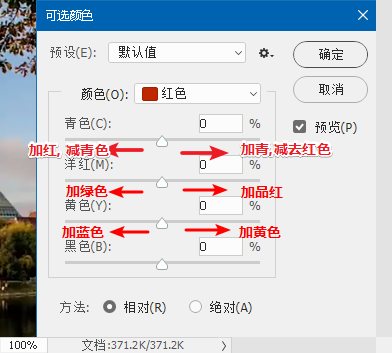 可选颜色
预设(E): 默认值
确定
取消
预览(P)
颜色(O): 红色
青色(C): 0 %
加红, 减青色 加青,减去红色
洋红(M) 0 %
加绿色 加品红
黄色(Y) 0 %
加蓝色 加黄色
黑色(B): 0 %
方法: 相对(R) 绝对(A)
100% 文档:371.2K/371.2K